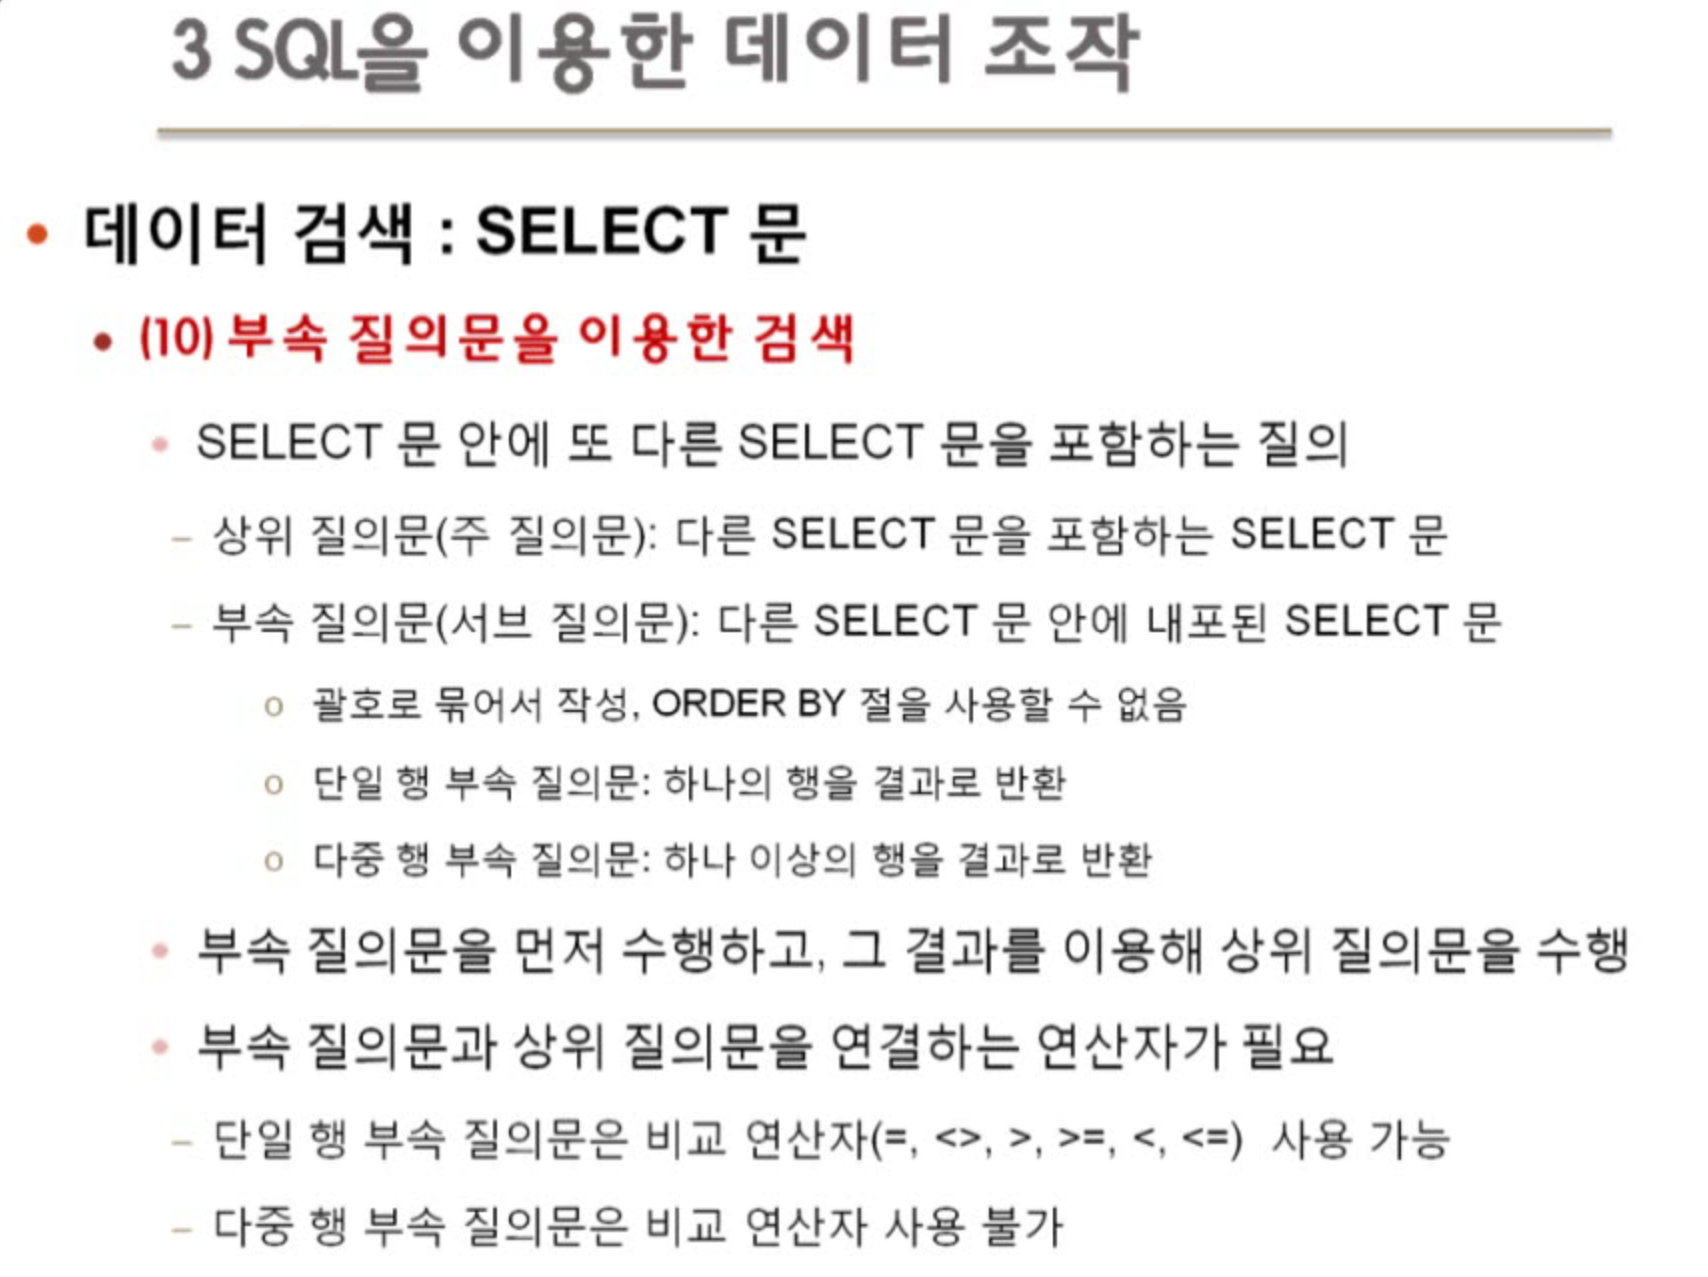 3 SQL을 이용한 데이터 조작
• 데이터 검색 : SELECT 문
• (10) 부속 질의문을 이용한 검색
• SELECT 문 안에 또 다른 SELECT 문을 포함하는 질의
– 상위 질의문(주 질의문): 다른 SELECT 문을 포함하는 SELECT 문
– 부속 질의문(서브 질의문): 다른 SELECT 문 안에 내포된 SELECT 문
o 괄호로 묶어서 작성, ORDER BY 절을 사용할 수 없음
o 단일 행 부속 질의문: 하나의 행을 결과로 반환
o 다중 행 부속 질의문: 하나 이상의 행을 결과로 반환
• 부속 질의문을 먼저 수행하고, 그 결과를 이용해 상위 질의문을 수행
• 부속 질의문과 상위 질의문을 연결하는 연산자가 필요
– 단일 행 부속 질의문은 비교 연산자(=, <>, >, >=, <, <=) 사용 가능
– 다중 행 부속 질의문은 비교 연산자 사용 불가